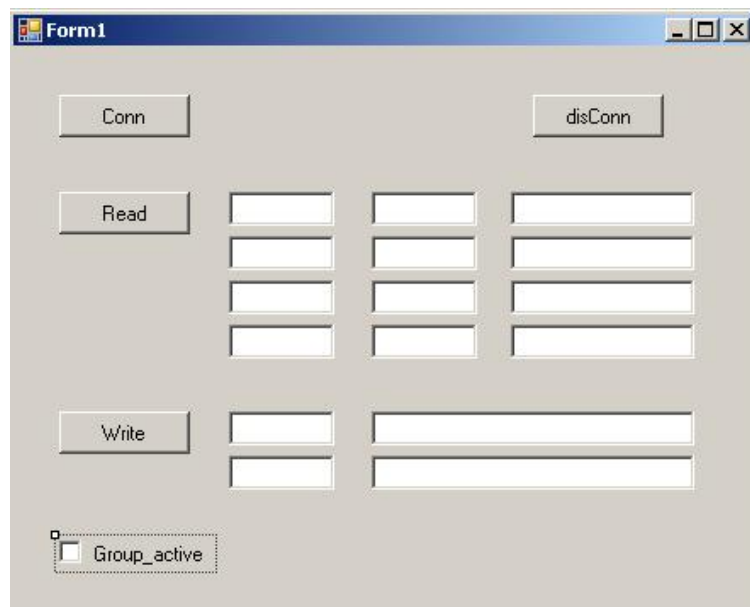 Form1
Conn
disConn
Read
Write
Group_active